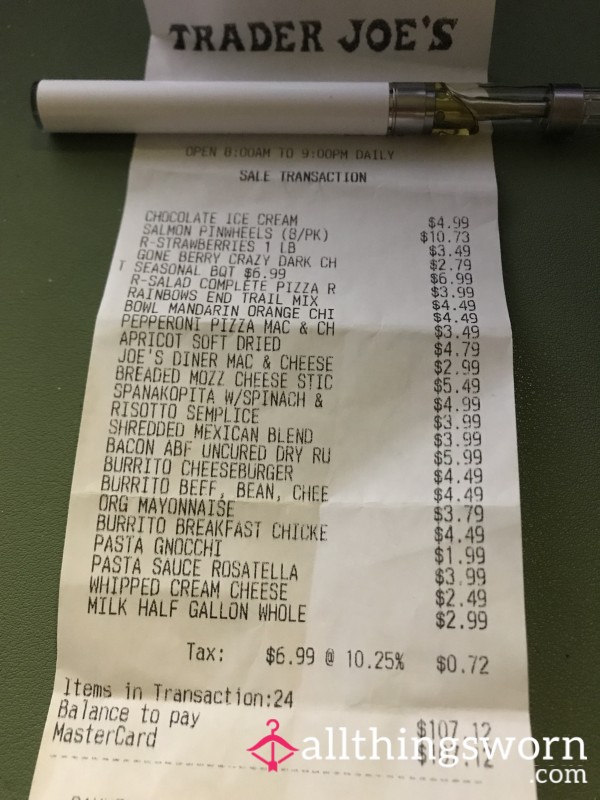 TRADER JOE'S
OPEN 8:00AM TO 9:00PM DAILY
SALE TRANSACTION
CHOCOLATE ICE CREAM $4.99
SALMON PINWHEELS (8/PK) $10.73
R-STRAWBERRIES 1 LB $3.49
GONE BERRY CRAZY DARK CH $2.79
T SEASONAL BQT $6.99 $6.99
R-SALAD COMPLETE PIZZA R $3.99
RAINBOWS END TRAIL MIX $4.49
BOWL MANDARIN ORANGE CHI $4.49
PEPPERONI PIZZA MAC & CH $3.49
APRICOT SOFT DRIED $4.79
JOE'S DINER MAC & CHEESE $2.99
BREADED MOZZ CHEESE STIC $5.49
SPANAKOPITA W/SPINACH & $4.99
RISOTTO SEMPLICE $3.99
SHREDDED MEXICAN BLEND $3.99
BACON ABF UNCURED DRY RU $5.99
BURRITO CHEESEBURGER $4.49
BURRITO BEEF, BEAN, CHEE $4.49
ORG MAYONNAISE $3.79
BURRITO BREAKFAST CHICKE $4.49
PASTA GNOCCHI $1.99
PASTA SAUCE ROSATELLA $3.99
WHIPPED CREAM CHEESE $2.49
MILK HALF GALLON WHOLE $2.99
Tax: $6.99 @ 10.25% $0.72
Items in Transaction:24
Balance to pay $107.12
MasterCard
allthingsworn
.com